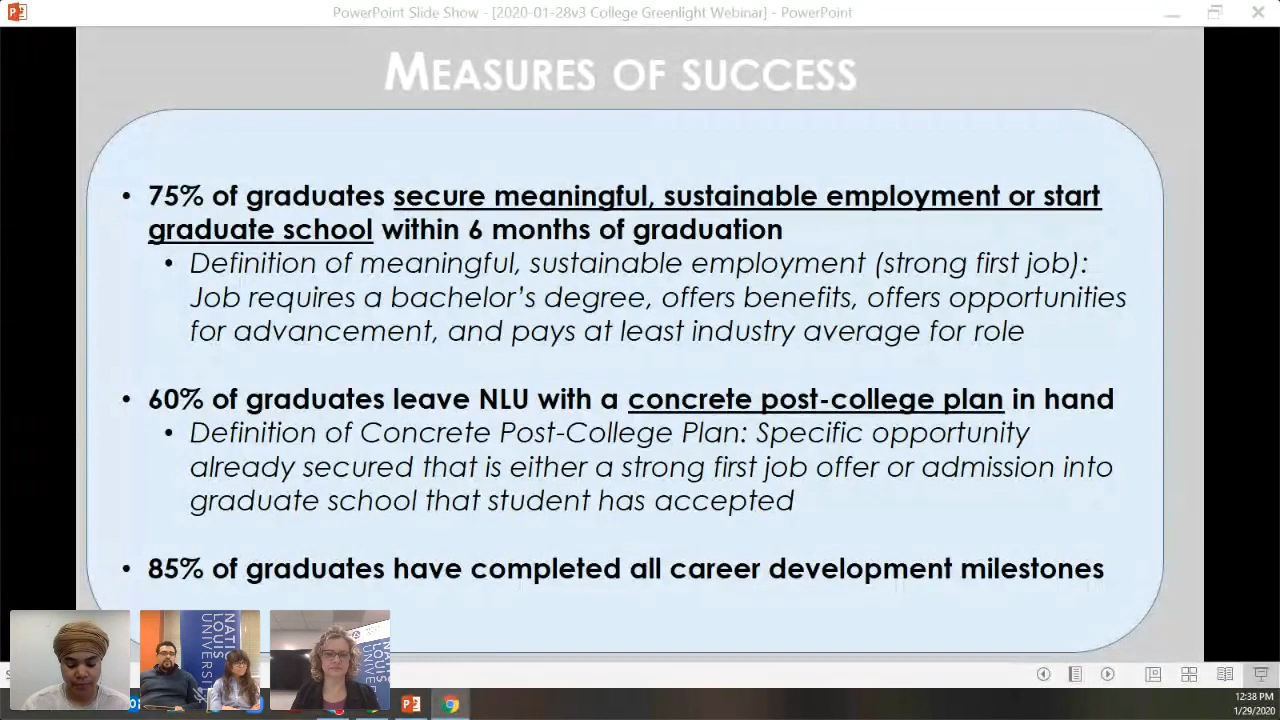 PowerPoint Slide Show - [2020-01-28v3 College Greenlight Webinar] - PowerPoint
MEASURES OF SUCCESS
• 75% of graduates secure meaningful, sustainable employment or start
graduate school within 6 months of graduation
• Definition of meaningful, sustainable employment (strong first job):
Job requires a bachelor's degree, offers benefits, offers opportunities
for advancement, and pays at least industry average for role
• 60% of graduates leave NLU with a concrete post-college plan in hand
• Definition of Concrete Post-College Plan: Specific opportunity
already secured that is either a strong first job offer or admission into
graduate school that student has accepted
• 85% of graduates have completed all career development milestones
12:38 PM
1/29/2020